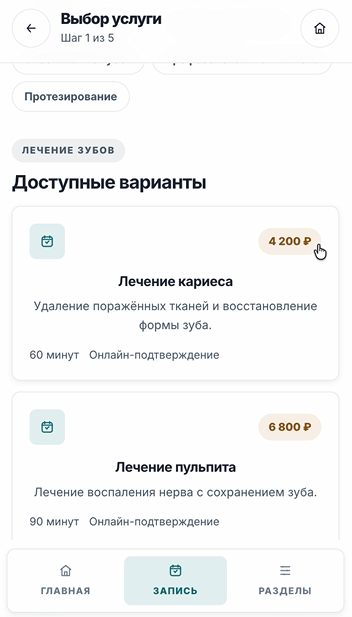 Выбор услуги
Шаг 1 из 5
Протезирование
ЛЕЧЕНИЕ ЗУБОВ
Доступные варианты
4 200 ₽
Лечение кариеса
Удаление поражённых тканей и восстановление
формы зуба.
60 минут Онлайн-подтверждение
6 800 ₽
Лечение пульпита
Лечение воспаления нерва с сохранением зуба.
90 минут Онлайн-подтверждение
ГЛАВНАЯ ЗАПИСЬ РАЗДЕЛЫ